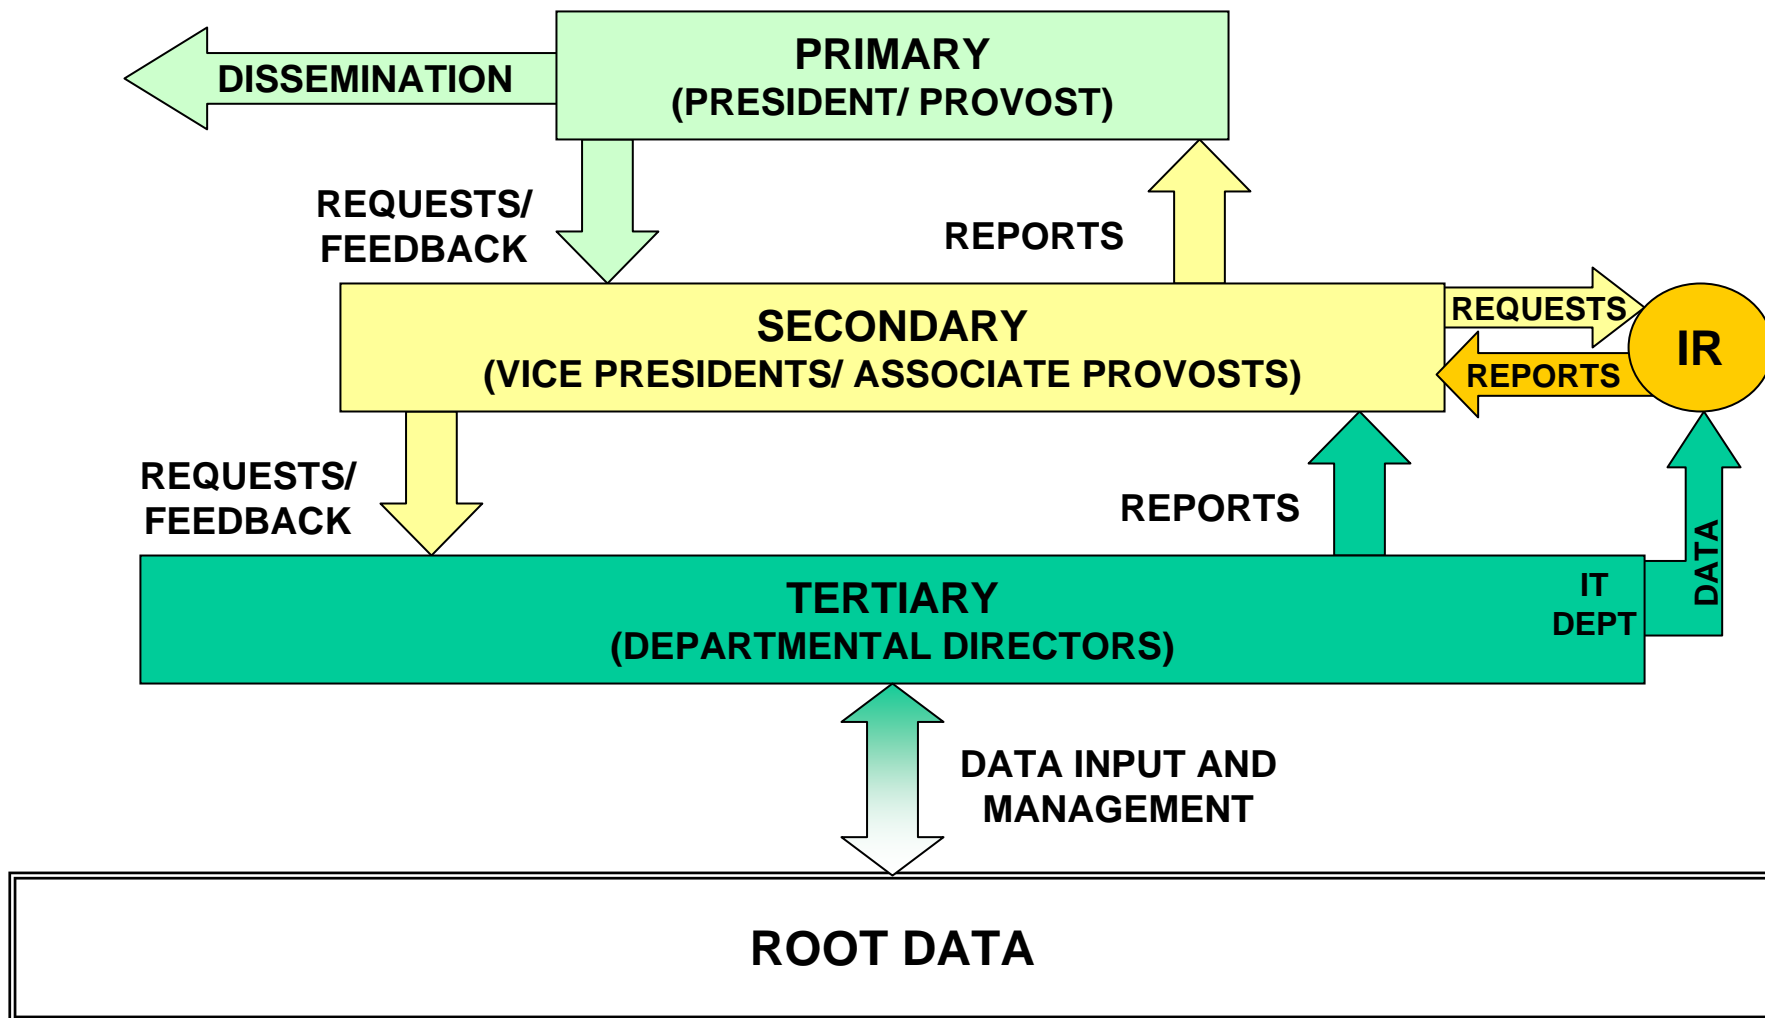 PRIMARY
(PRESIDENT/ PROVOST)
DISSEMINATION
REQUESTS/
FEEDBACK
REPORTS
SECONDARY
(VICE PRESIDENTS/ ASSOCIATE PROVOSTS)
REQUESTS
REPORTS
IR
REQUESTS/
FEEDBACK
REPORTS
DATA
TERTIARY
(DEPARTMENTAL DIRECTORS)
IT
DEPT
DATA INPUT AND
MANAGEMENT
ROOT DATA